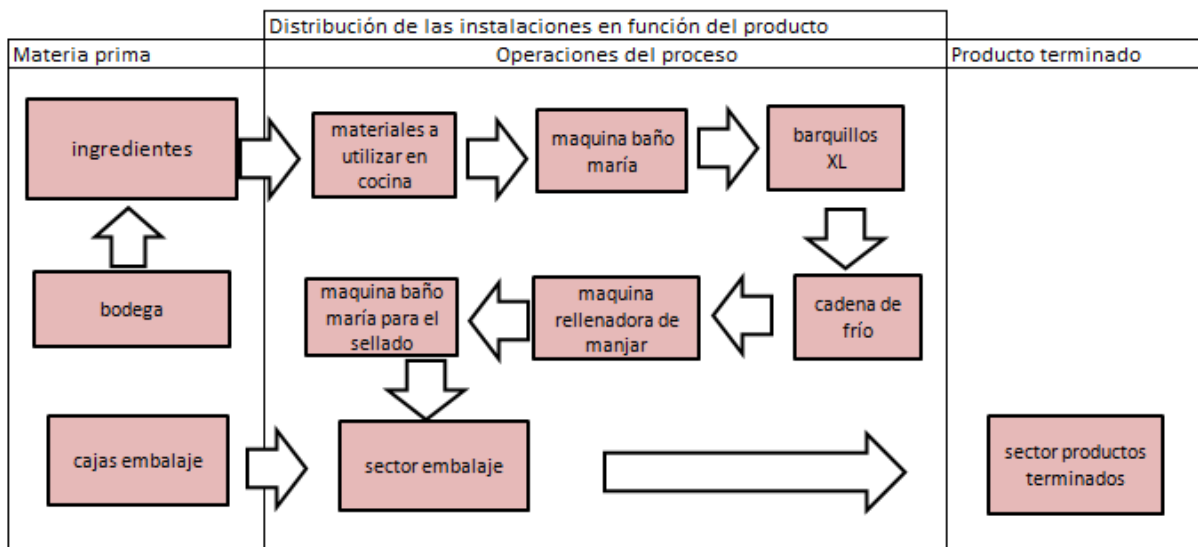 Distribución de las instalaciones en función del producto
Materia prima
Operaciones del proceso
Producto terminado
ingredientes
materiales a
utilizar en
cocina
maquina baño
maría
barquillos
XL
bodega
maquina baño
maría para el
sellado
maquina
rellenadora de
manjar
cadena de
frío
cajas embalaje
sector embalaje
sector productos
terminados